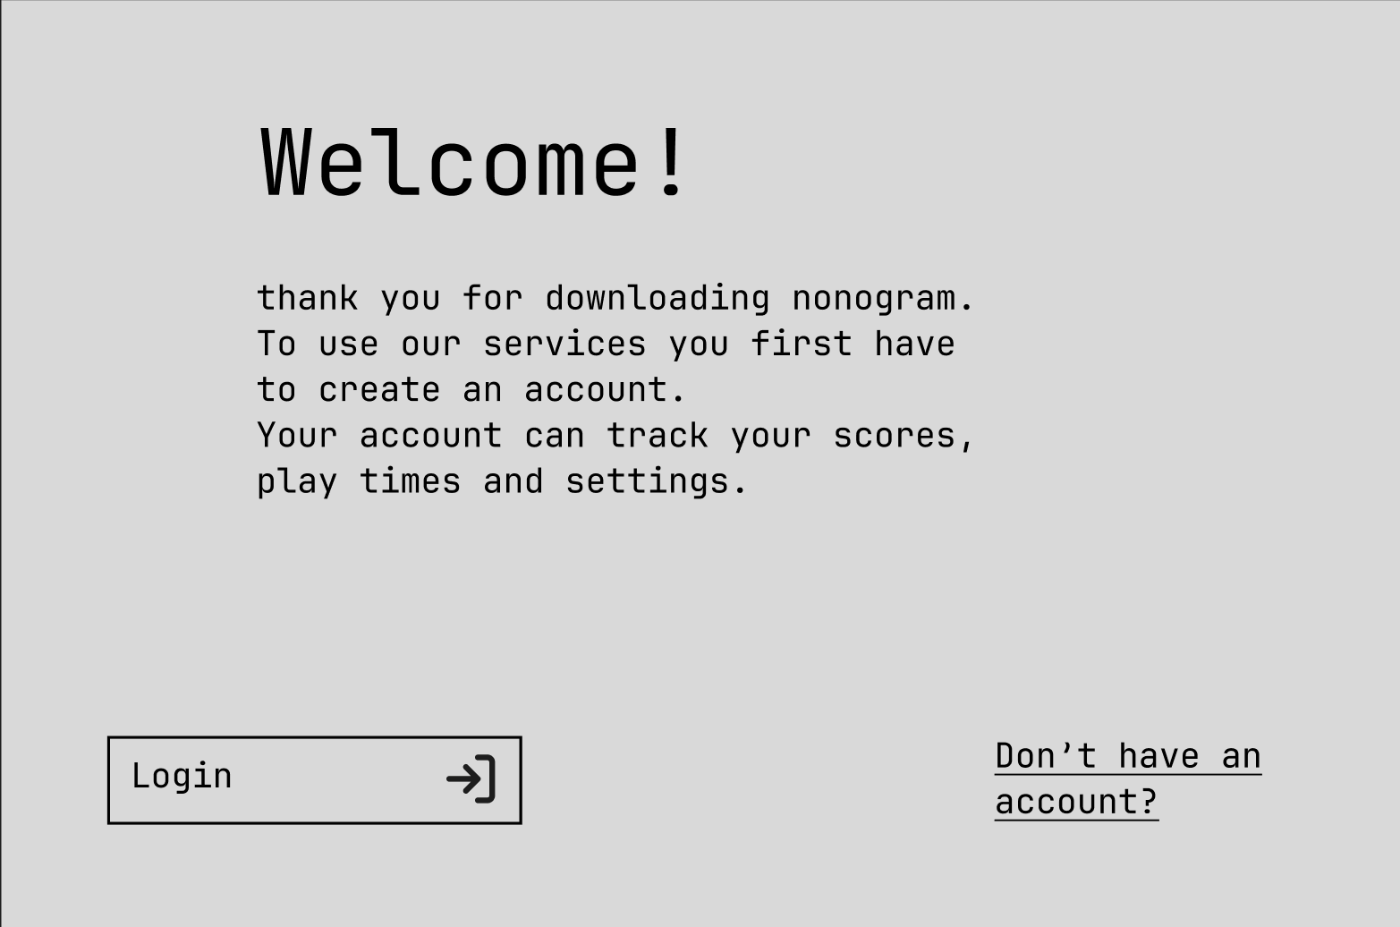 Welcome!
thank you for downloading nonogram.
To use our services you first have
to create an account.
Your account can track your scores,
play times and settings.
Login
Don’t have an
account?